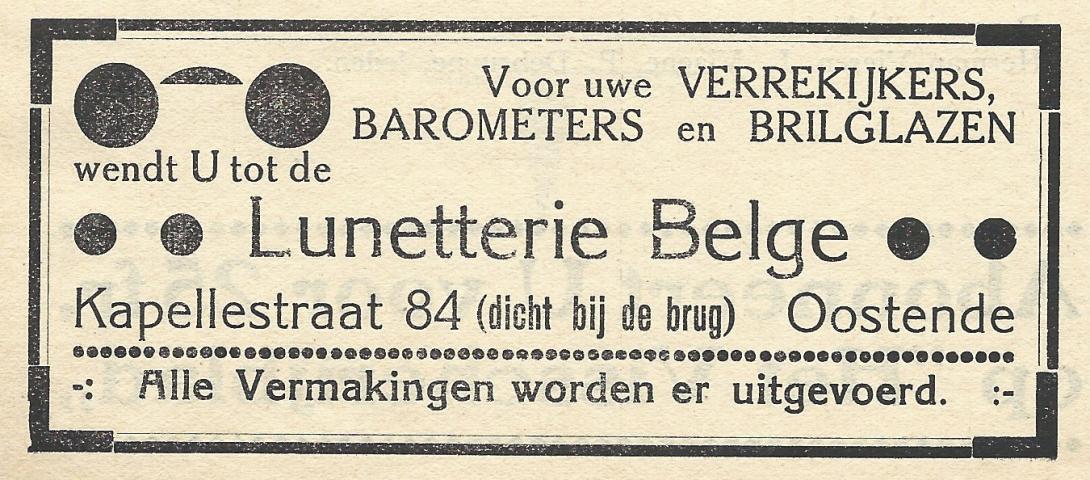 Voor uwe VERREKIJKERS,
BAROMETERS en BRILGLAZEN
wendt U tot de
Lunetterie Belge
Kapellestraat 84 (dicht bij de brug) Oostende
-: Alle Vermakingen worden er uitgevoerd. :-